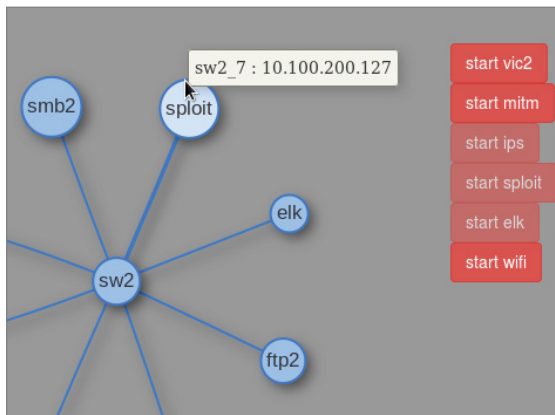 sw2_7 : 10.100.200.127
smb2
sploit
elk
sw2
ftp2
start vic2
start mitm
start ips
start sploit
start elk
start wifi